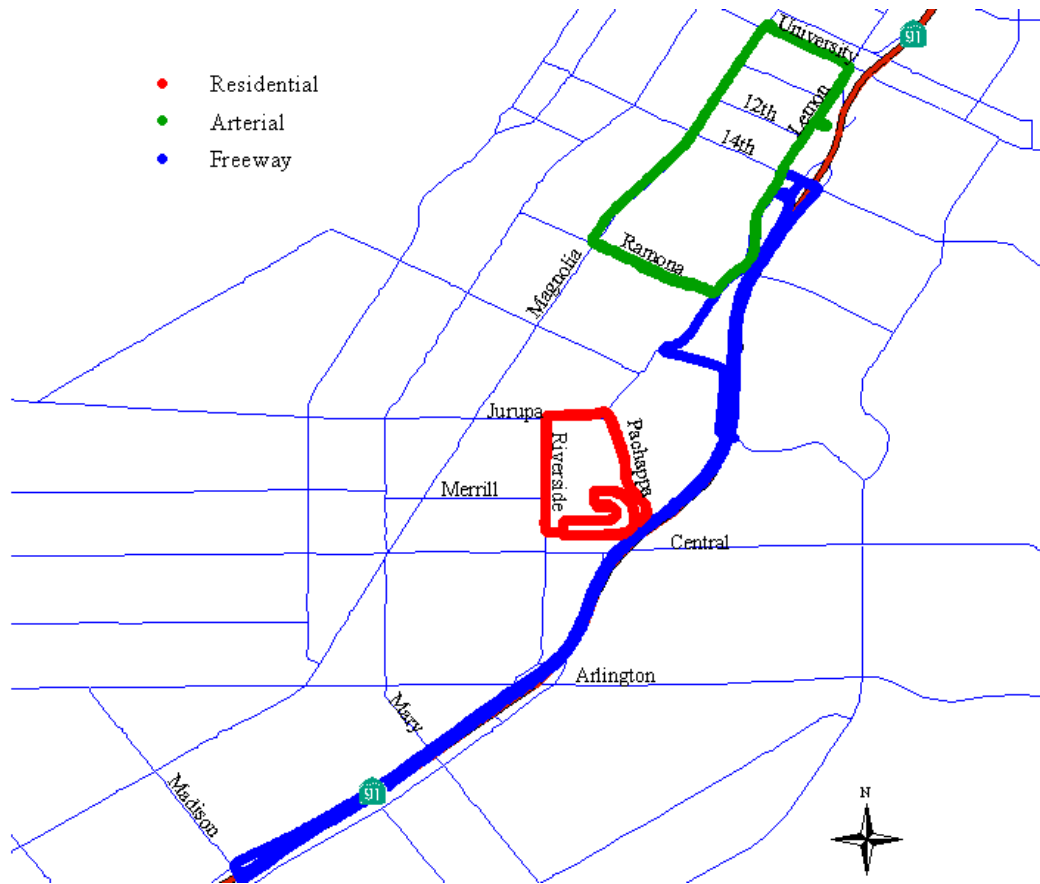 University
91
Residential
Arterial
Freeway
12th
Lemon
14th
Ramona
Magnolia
Jurupa
Riverside
Pachappa
Merrill
Central
Arlington
Mary
Madison
91
N